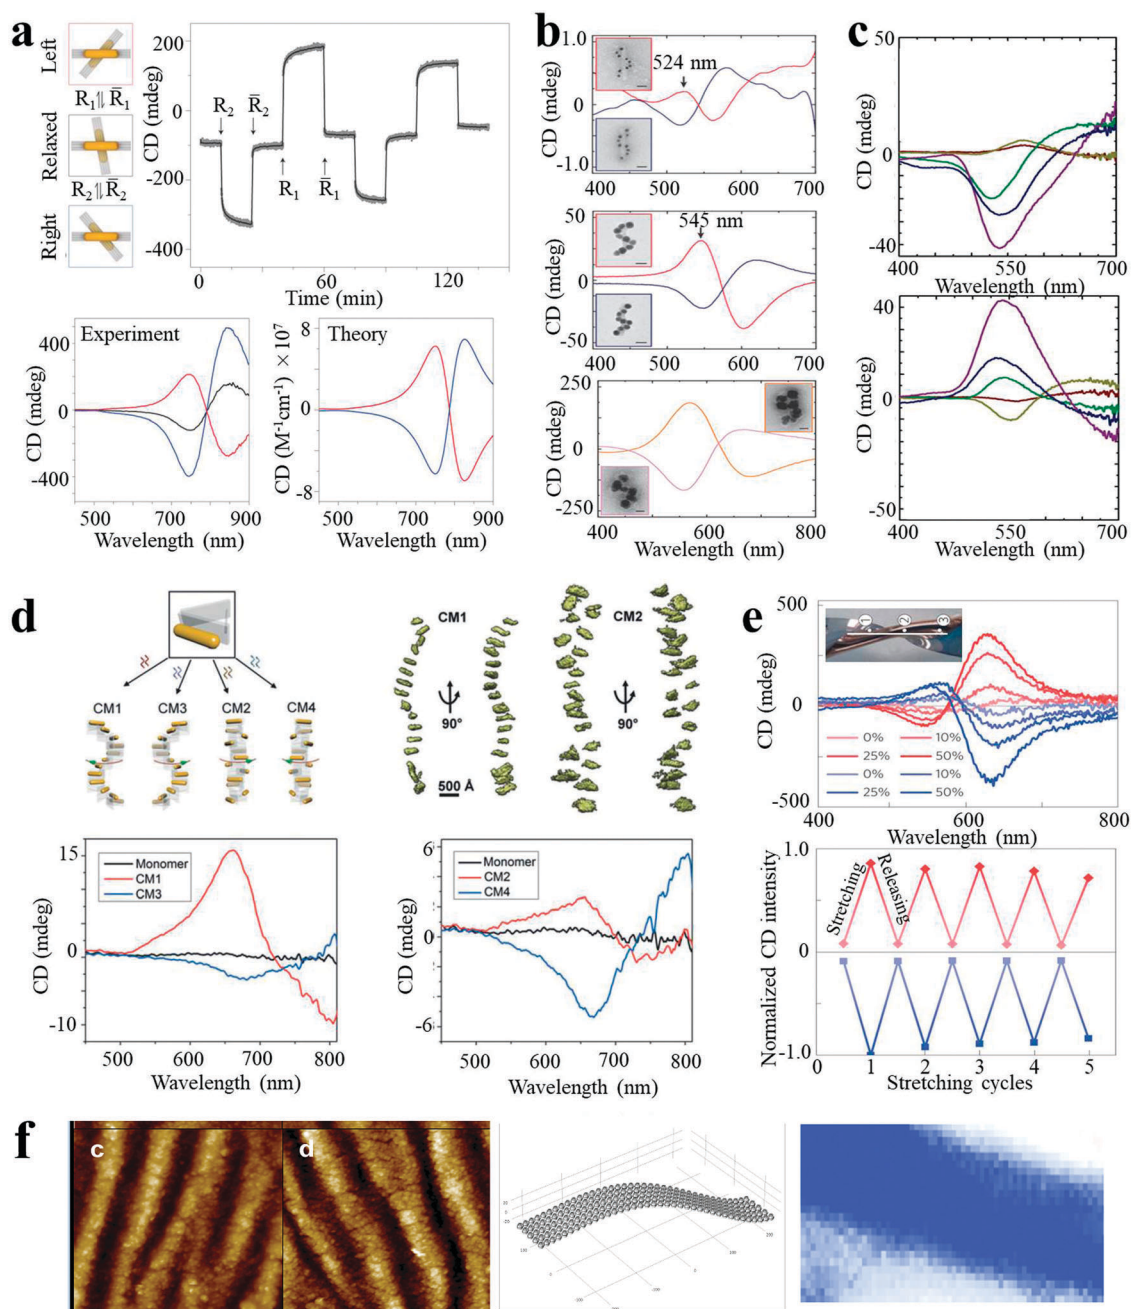 a
Left
R1⇌R̅1
Relaxed
R2⇌R̅2
Right
CD (mdeg)
200
0
-200
-400
R2
R̅2
R1
R̅1
0
60
120
Time (min)
Experiment
CD (mdeg)
400
0
-400
500
700
900
Wavelength (nm)
Theory
CD (M-1cm-1) × 10^7
8
0
-8
500
700
900
Wavelength (nm)
b
CD (mdeg)
1.0
0
-1.0
524 nm
400
500
600
700
CD (mdeg)
50
0
-50
545 nm
400
500
600
700
CD (mdeg)
250
0
-250
400
600
800
Wavelength (nm)
c
CD (mdeg)
50
0
-40
400
550
700
Wavelength (nm)
CD (mdeg)
40
0
-50
400
550
700
Wavelength (nm)
d
CM1
CM3
CM2
CM4
CM1
90°
500 Å
CM2
90°
CD (mdeg)
15
0
-10
Monomer
CM1
CM3
500
600
700
800
Wavelength (nm)
CD (mdeg)
6
0
-6
Monomer
CM2
CM4
500
600
700
800
Wavelength (nm)
e
CD (mdeg)
500
0
-500
1
2
3
0%
10%
25%
50%
0%
10%
25%
50%
400
600
800
Wavelength (nm)
Normalized CD intensity
1.0
0
-1.0
Stretching
Releasing
0
1
2
3
4
5
Stretching cycles
f
c
d